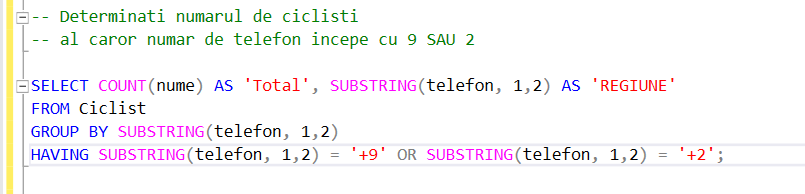 -- Determinati numarul de ciclisti
-- al caror numar de telefon incepe cu 9 SAU 2
SELECT COUNT(nume) AS 'Total', SUBSTRING(telefon, 1,2) AS 'REGIUNE'
FROM Ciclist
GROUP BY SUBSTRING(telefon, 1,2)
HAVING SUBSTRING(telefon, 1,2) = '+9' OR SUBSTRING(telefon, 1,2) = '+2';